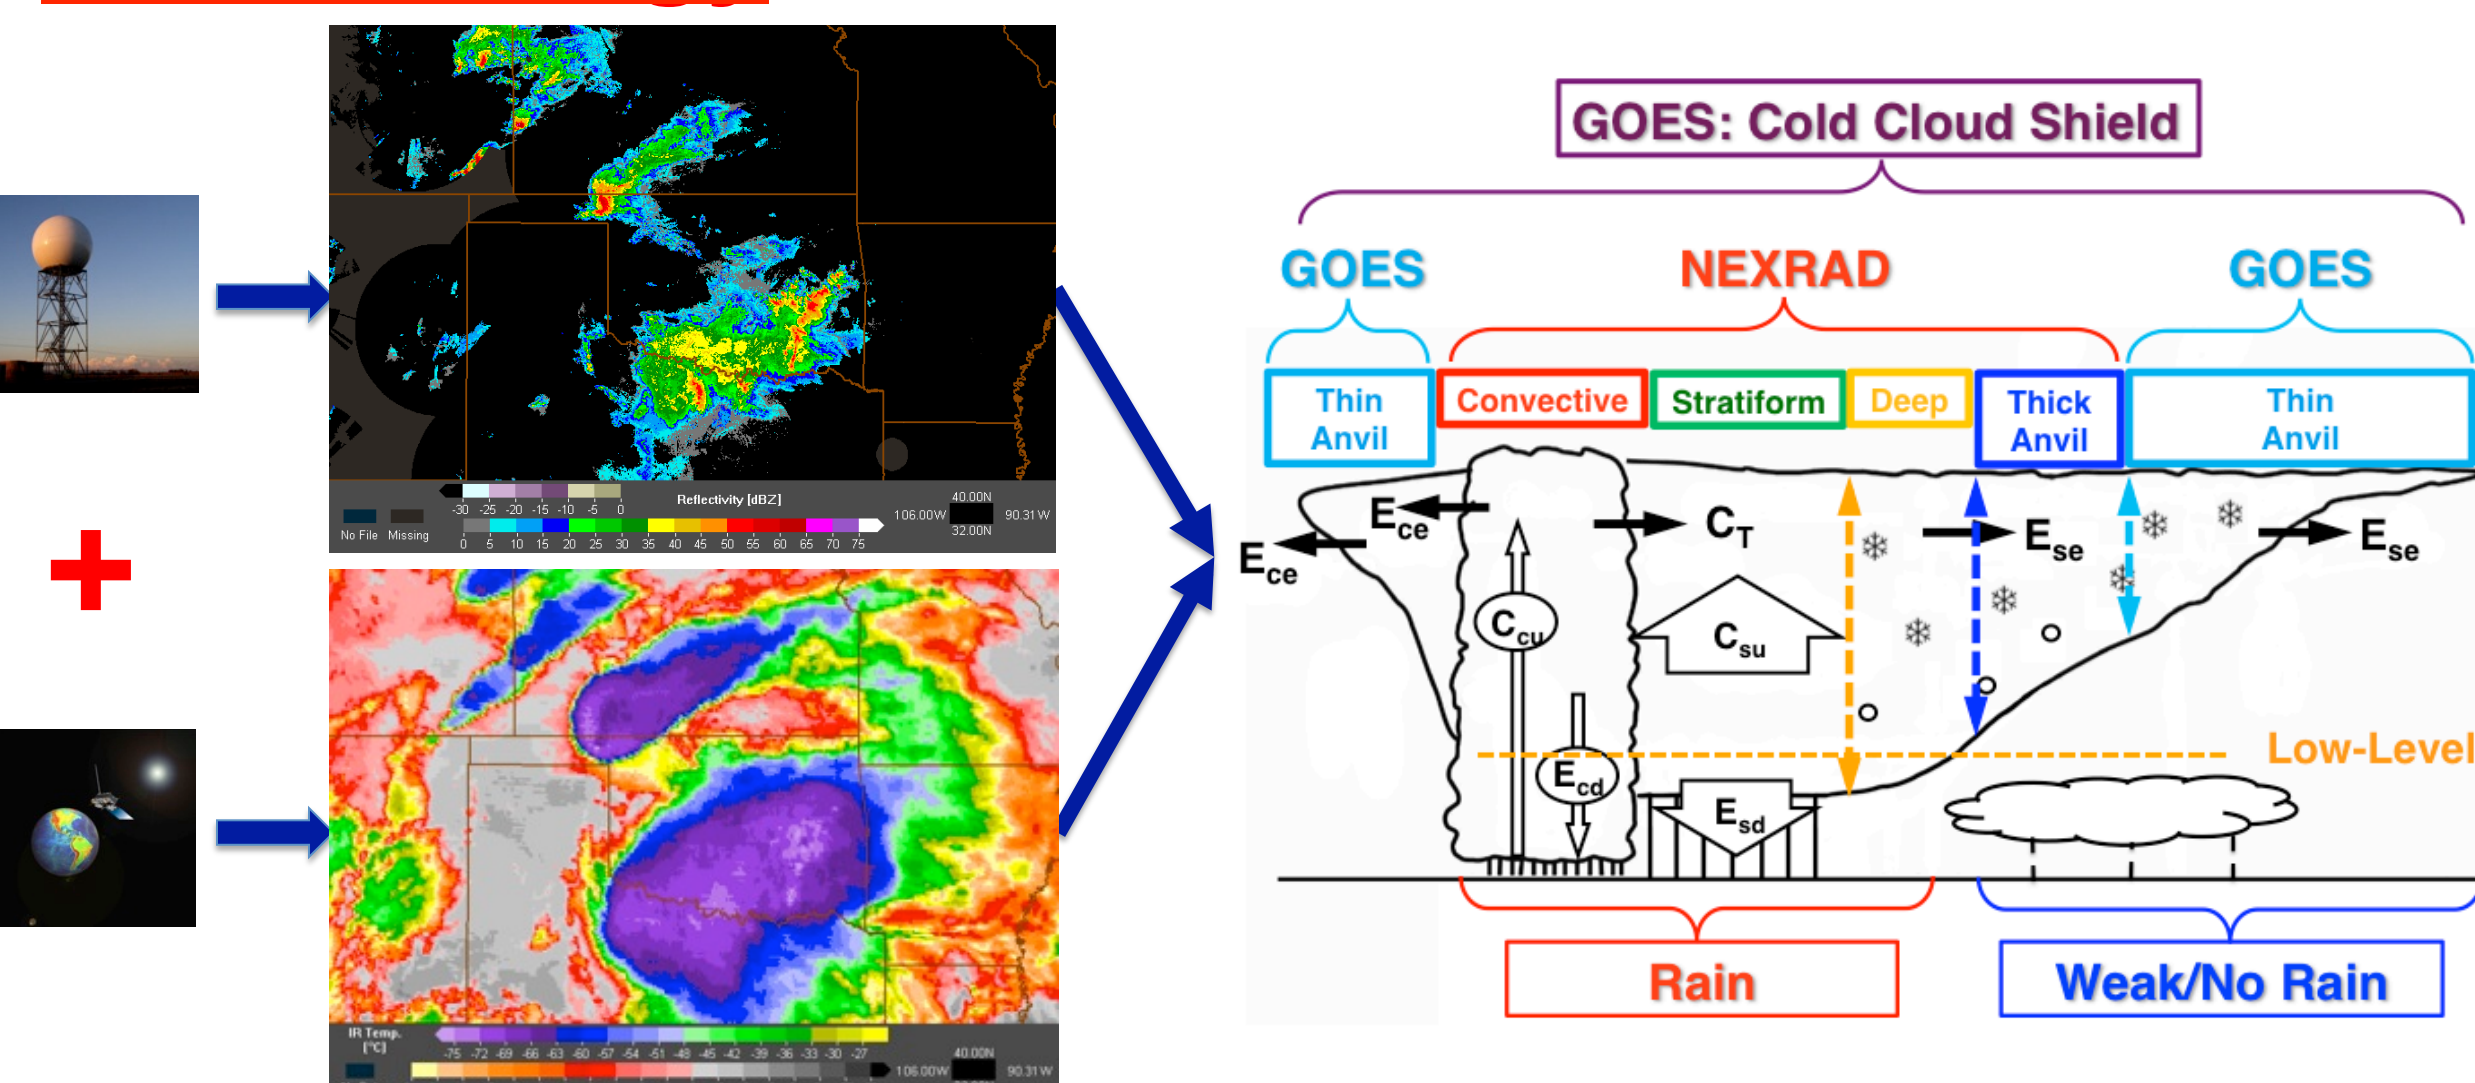 -30 -25 -20 -15 -10 -5 0
Reflectivity [dBZ]
No File Missing
0 5 10 15 20 25 30 35 40 45 50 55 60 65 70 75
40.00N
106.00W 90.31W
32.00N
IR Temp.
[°C]
-75 -72 -69 -66 -63 -60 -57 -54 -51 -48 -45 -42 -39 -36 -33 -30 -27
40.00N
106.00W 90.31W
GOES: Cold Cloud Shield
GOES NEXRAD GOES
Thin
Anvil
Convective
Stratiform
Deep
Thick
Anvil
Thin
Anvil
Ece
Ece
CT
Ese
Ese
Ccu
Csu
Ecd
Esd
Low-Level
Rain
Weak/No Rain